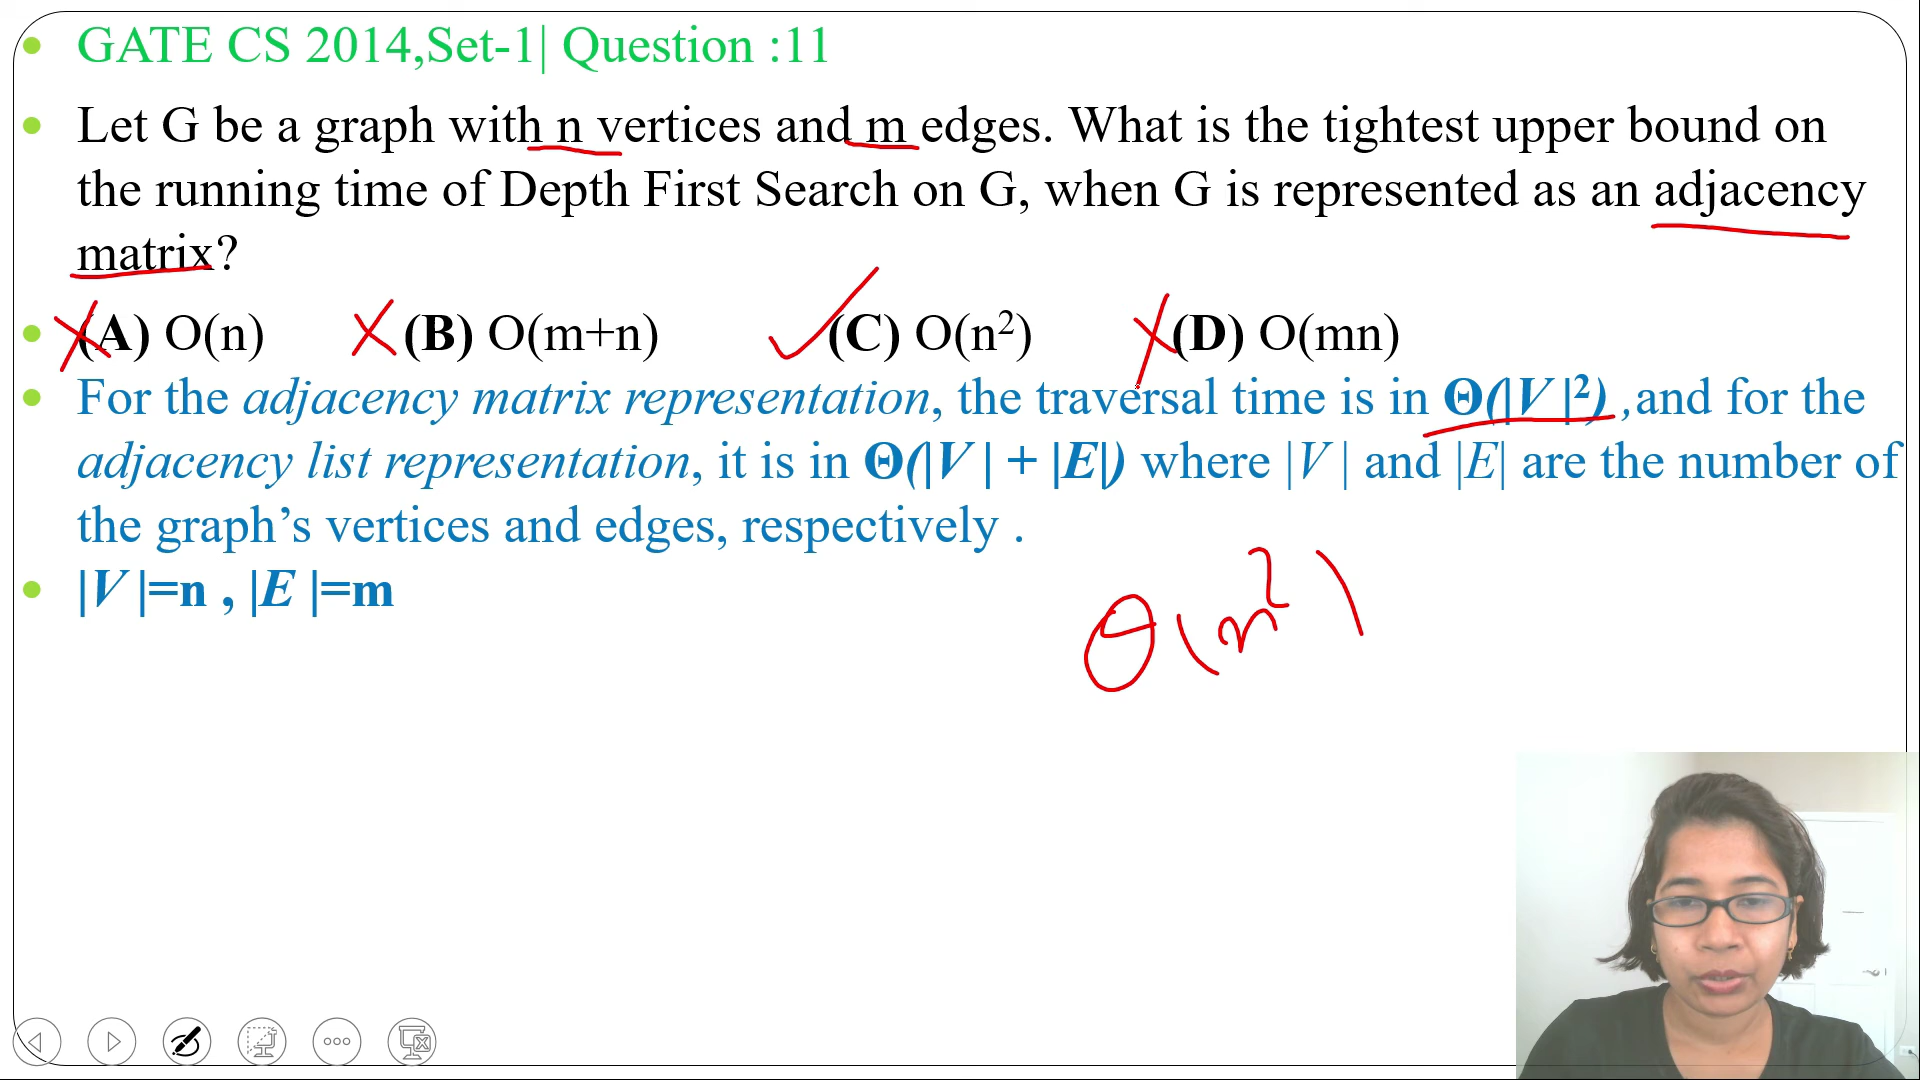 GATE CS 2014,Set-1| Question :11
Let G be a graph with n vertices and m edges. What is the tightest upper bound on
the running time of Depth First Search on G, when G is represented as an adjacency
matrix?
(A) O(n) (B) O(m+n) (C) O(n²) (D) O(mn)
For the adjacency matrix representation, the traversal time is in Θ(|V |²) ,and for the
adjacency list representation, it is in Θ(|V | + |E|) where |V | and |E| are the number of
the graph’s vertices and edges, respectively .
|V |=n , |E |=m
Θ(n²)